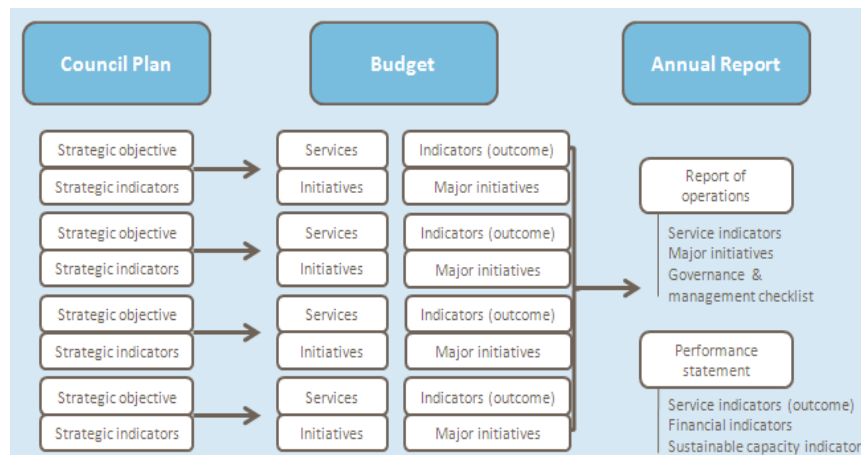 Council Plan
Budget
Annual Report
Strategic objective
Strategic indicators
Services
Initiatives
Indicators (outcome)
Major initiatives
Strategic objective
Strategic indicators
Services
Initiatives
Indicators (outcome)
Major initiatives
Strategic objective
Strategic indicators
Services
Initiatives
Indicators (outcome)
Major initiatives
Strategic objective
Strategic indicators
Services
Initiatives
Indicators (outcome)
Major initiatives
Report of
operations
Service indicators
Major initiatives
Governance &
management checklist
Performance
statement
Service indicators (outcome)
Financial indicators
Sustainable capacity indicator